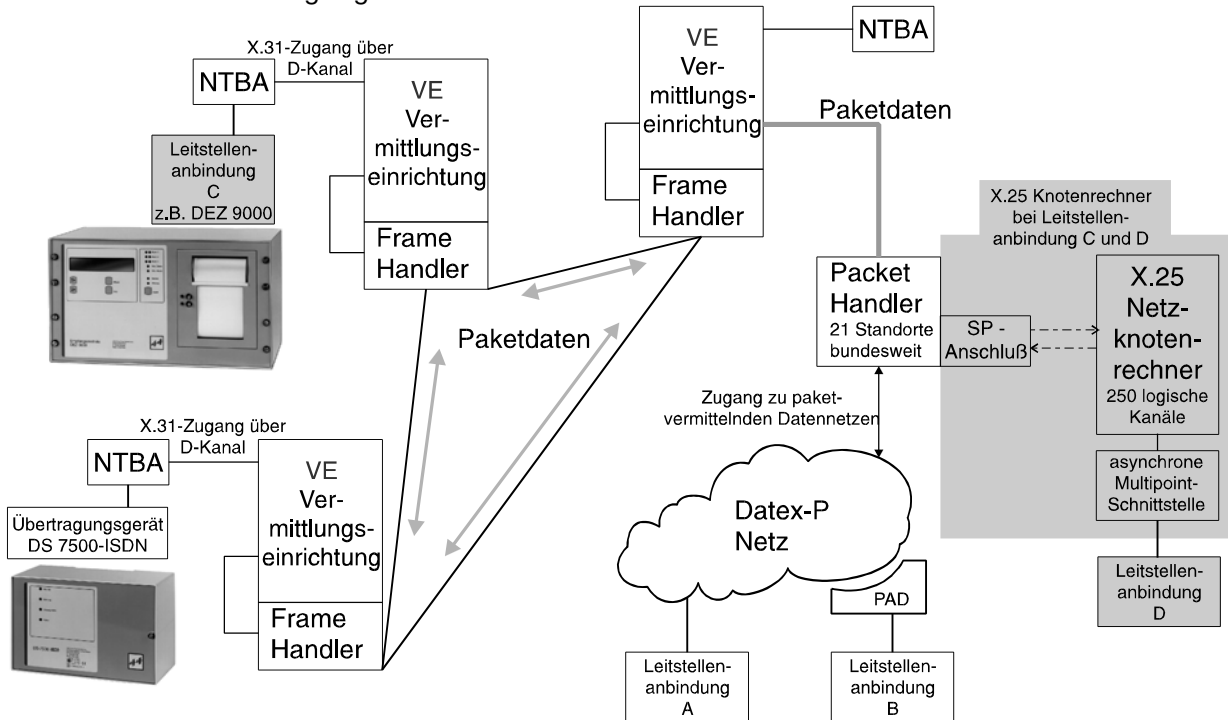 X.31-Zugang über
D-Kanal
NTBA
Leitstellen-
anbindung
C
z.B. DEZ 9000
VE
Ver-
mittlungs-
einrichtung
Frame
Handler
VE
Ver-
mittlungs-
einrichtung
Frame
Handler
NTBA
Paketdaten
Paketdaten
Packet
Handler
21 Standorte
bundesweit
SP -
Anschluß
X.25 Knotenrechner
bei Leitstellen-
anbindung C und D
X.25
Netz-
knoten-
rechner
250 logische
Kanäle
asynchrone
Multipoint-
Schnittstelle
Leitstellen-
anbindung
D
Zugang zu paket-
vermittelnden Datennetzen
Datex-P
Netz
PAD
Leitstellen-
anbindung
A
Leitstellen-
anbindung
B
X.31-Zugang über
D-Kanal
NTBA
Übertragungsgerät
DS 7500-ISDN
VE
Ver-
mittlungs-
einrichtung
Frame
Handler